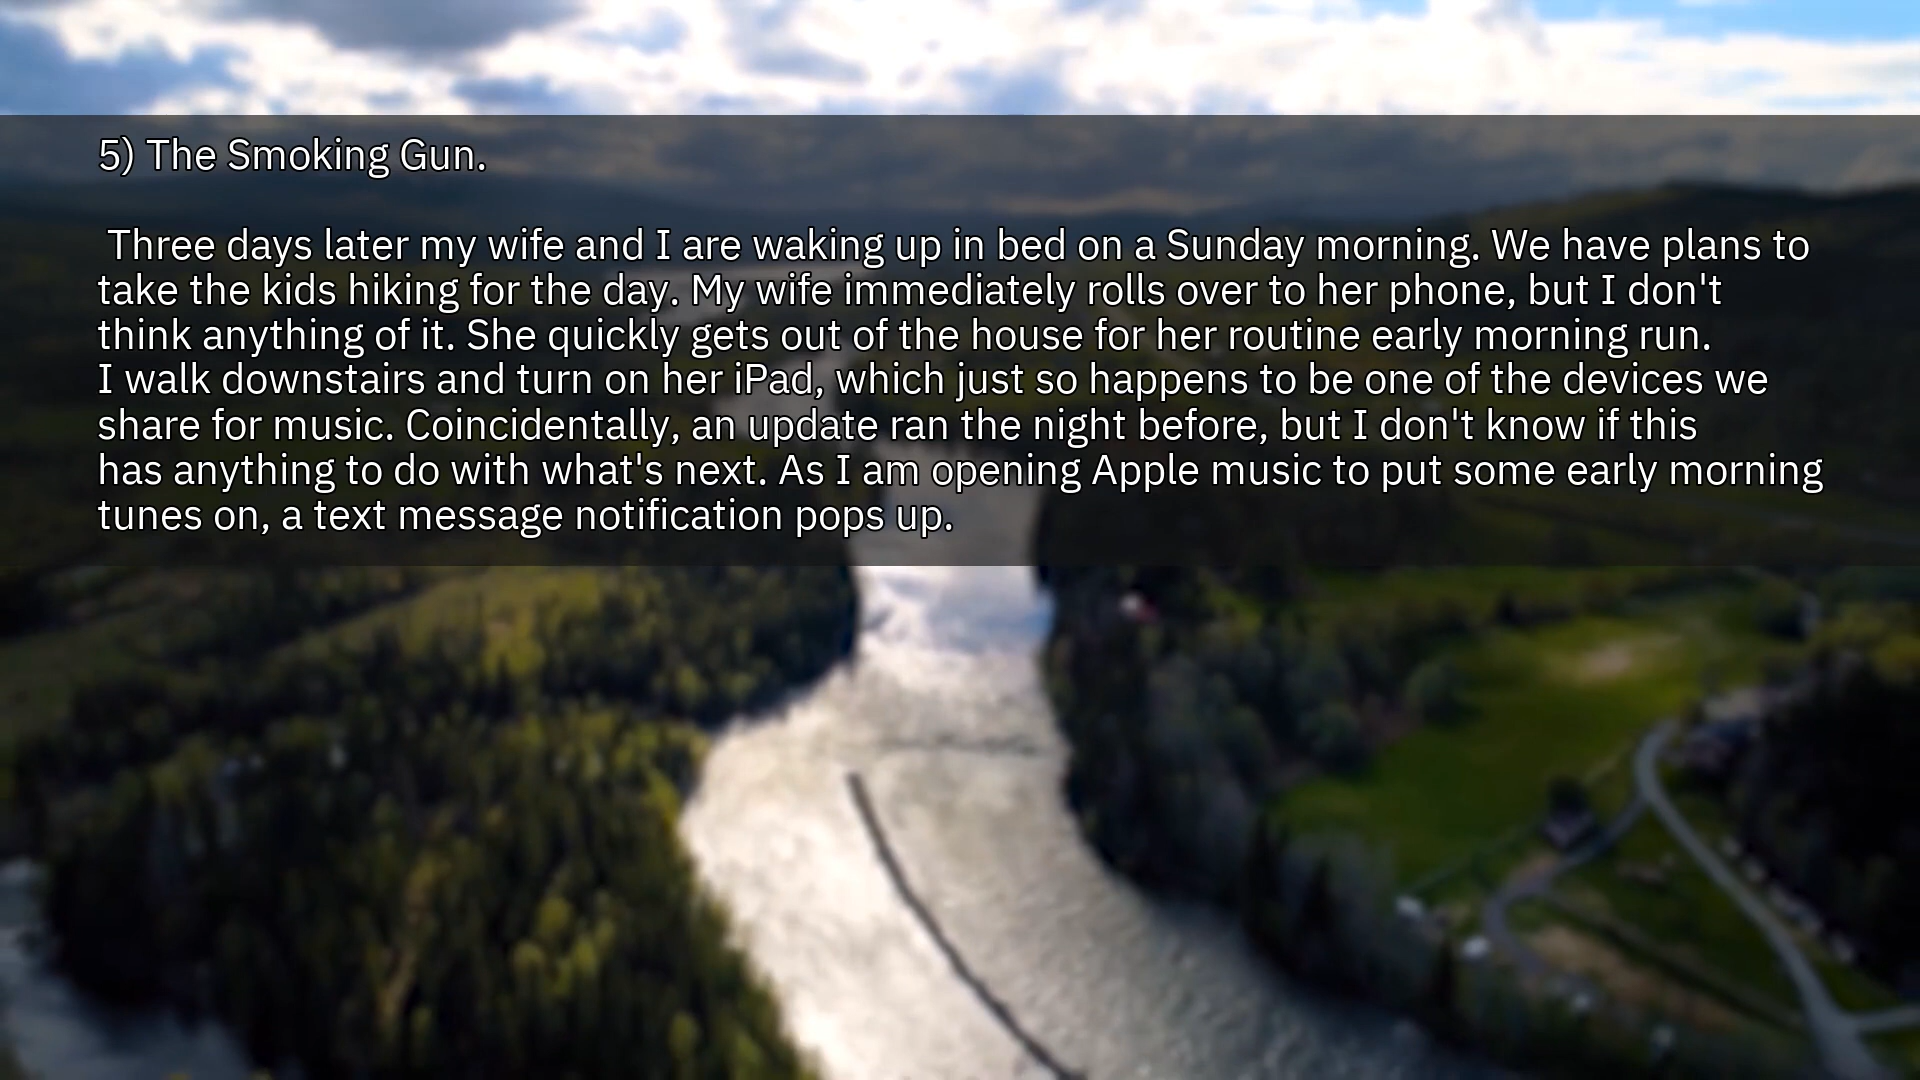 5) The Smoking Gun.
Three days later my wife and I are waking up in bed on a Sunday morning. We have plans to
take the kids hiking for the day. My wife immediately rolls over to her phone, but I don't
think anything of it. She quickly gets out of the house for her routine early morning run.
I walk downstairs and turn on her iPad, which just so happens to be one of the devices we
share for music. Coincidentally, an update ran the night before, but I don't know if this
has anything to do with what's next. As I am opening Apple music to put some early morning
tunes on, a text message notification pops up.